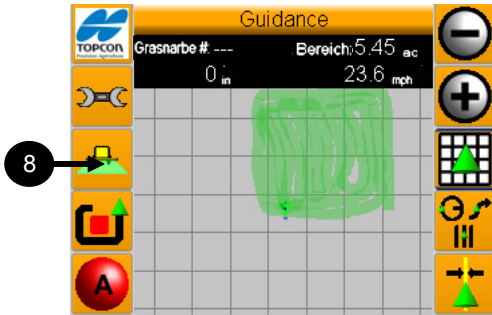 Guidance
TOPCON
Precision Agriculture
Grasnarbe #: ---
Bereich: 5.45 ac
0 in
23.6 mph
8
A